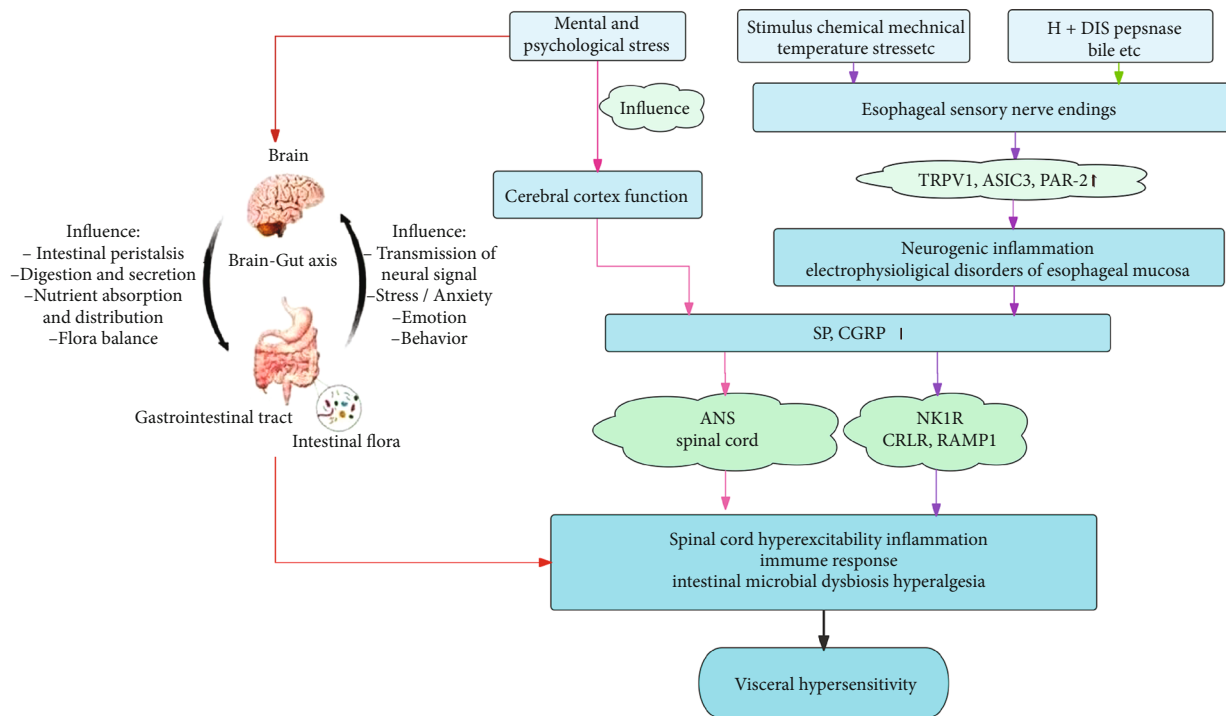 Mental and
psychological stress
Stimulus chemical mechnical
temperature stressetc
H + DIS pepsnase
bile etc
Influence
Esophageal sensory nerve endings
Brain
TRPV1, ASIC3, PAR-2↑
Cerebral cortex function
Influence:
– Intestinal peristalsis
–Digestion and secretion
–Nutrient absorption
and distribution
–Flora balance
Brain-Gut axis
Influence:
– Transmission of
neural signal
–Stress / Anxiety
–Emotion
–Behavior
Neurogenic inflammation
electrophysioligical disorders of esophageal mucosa
SP, CGRP
Gastrointestinal tract
Intestinal flora
ANS
spinal cord
NK1R
CRLR, RAMP1
Spinal cord hyperexcitability inflammation
immume response
intestinal microbial dysbiosis hyperalgesia
Visceral hypersensitivity